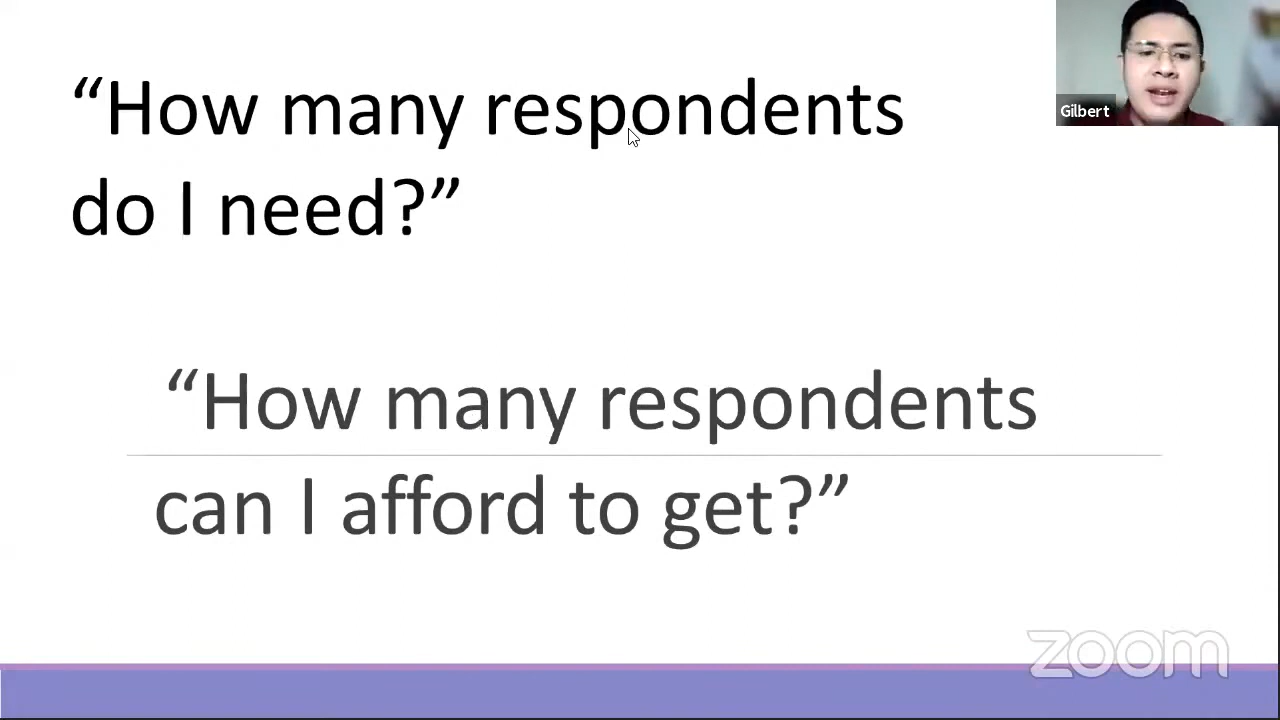 “How many respondents
do I need?”
Gilbert
“How many respondents
can I afford to get?”
zoom